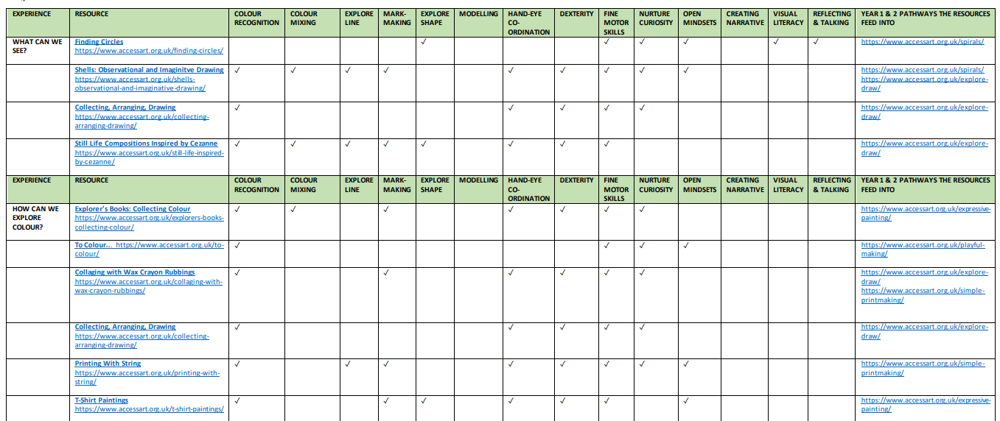 EXPERIENCE RESOURCE COLOUR RECOGNITION COLOUR MIXING EXPLORE LINE MARK-MAKING EXPLORE SHAPE MODELLING HAND-EYE CO-ORDINATION DEXTERITY FINE MOTOR SKILLS NURTURE CURIOSITY OPEN MINDSETS CREATING NARRATIVE VISUAL LITERACY REFLECTING & TALKING YEAR 1 & 2 PATHWAYS THE RESOURCES FEED INTO
WHAT CAN WE SEE?
Finding Circles
https://www.accessart.org.uk/finding-circles/
✓ ✓ ✓ ✓ ✓ ✓
https://www.accessart.org.uk/spirals/
Shells: Observational and Imaginitve Drawing
https://www.accessart.org.uk/shells-
observational-and-imaginative-drawing/
✓ ✓ ✓ ✓ ✓ ✓ ✓ ✓ ✓
https://www.accessart.org.uk/spirals/
https://www.accessart.org.uk/explore-
draw/
Collecting, Arranging, Drawing
https://www.accessart.org.uk/collecting-
arranging-drawing/
✓ ✓ ✓ ✓ ✓
https://www.accessart.org.uk/explore-
draw/
Still Life Compositions Inspired by Cezanne
https://www.accessart.org.uk/still-life-inspired-
by-cezanne/
✓ ✓ ✓ ✓ ✓ ✓ ✓ ✓
https://www.accessart.org.uk/explore-
draw/
EXPERIENCE RESOURCE COLOUR RECOGNITION COLOUR MIXING EXPLORE LINE MARK-MAKING EXPLORE SHAPE MODELLING HAND-EYE CO-ORDINATION DEXTERITY FINE MOTOR SKILLS NURTURE CURIOSITY OPEN MINDSETS CREATING NARRATIVE VISUAL LITERACY REFLECTING & TALKING YEAR 1 & 2 PATHWAYS THE RESOURCES FEED INTO
HOW CAN WE EXPLORE COLOUR?
Explorer's Books: Collecting Colour
https://www.accessart.org.uk/explorers-books-
collecting-colour/
✓ ✓ ✓ ✓ ✓ ✓ ✓
https://www.accessart.org.uk/expressive-
painting/
To Colour... https://www.accessart.org.uk/to-
colour/
✓ ✓ ✓ ✓
https://www.accessart.org.uk/playful-
making/
Collaging with Wax Crayon Rubbings
https://www.accessart.org.uk/collaging-with-
wax-crayon-rubbings/
✓ ✓ ✓ ✓ ✓ ✓
https://www.accessart.org.uk/explore-
draw/
https://www.accessart.org.uk/simple-
printmaking/
Collecting, Arranging, Drawing
https://www.accessart.org.uk/collecting-
arranging-drawing/
✓ ✓ ✓ ✓ ✓
https://www.accessart.org.uk/explore-
draw/
Printing With String
https://www.accessart.org.uk/printing-with-
string/
✓ ✓ ✓ ✓ ✓ ✓ ✓ ✓
https://www.accessart.org.uk/simple-
printmaking/
T-Shirt Paintings
https://www.accessart.org.uk/t-shirt-paintings/
✓ ✓ ✓ ✓ ✓ ✓ ✓
https://www.accessart.org.uk/expressive-
painting/